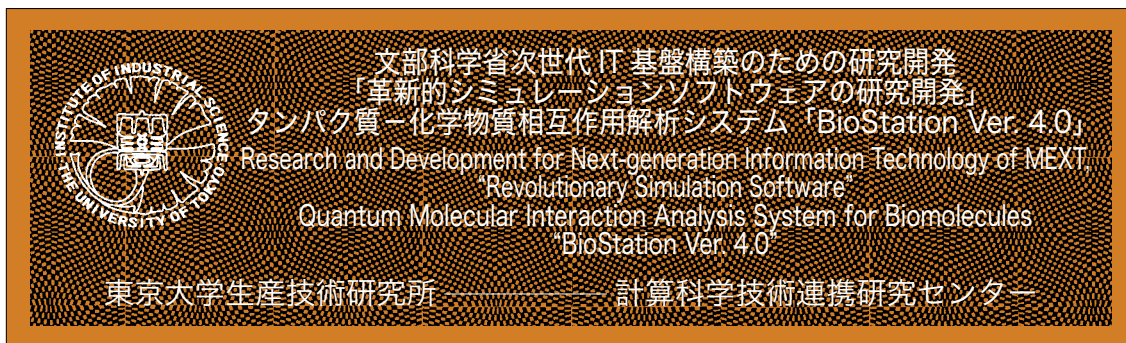 文部科学省次世代 IT 基盤構築のための研究開発
「革新的シミュレーションソフトウェアの研究開発」
タンパク質－化学物質相互作用解析システム「BioStation Ver. 4.0」
Research and Development for Next-generation Information Technology of MEXT,
“Revolutionary Simulation Software”
Quantum Molecular Interaction Analysis System for Biomolecules
“BioStation Ver. 4.0”
INSTITUTE OF INDUSTRIAL SCIENCE
THE UNIVERSITY OF TOKYO
東京大学生産技術研究所 ―――――― 計算科学技術連携研究センター